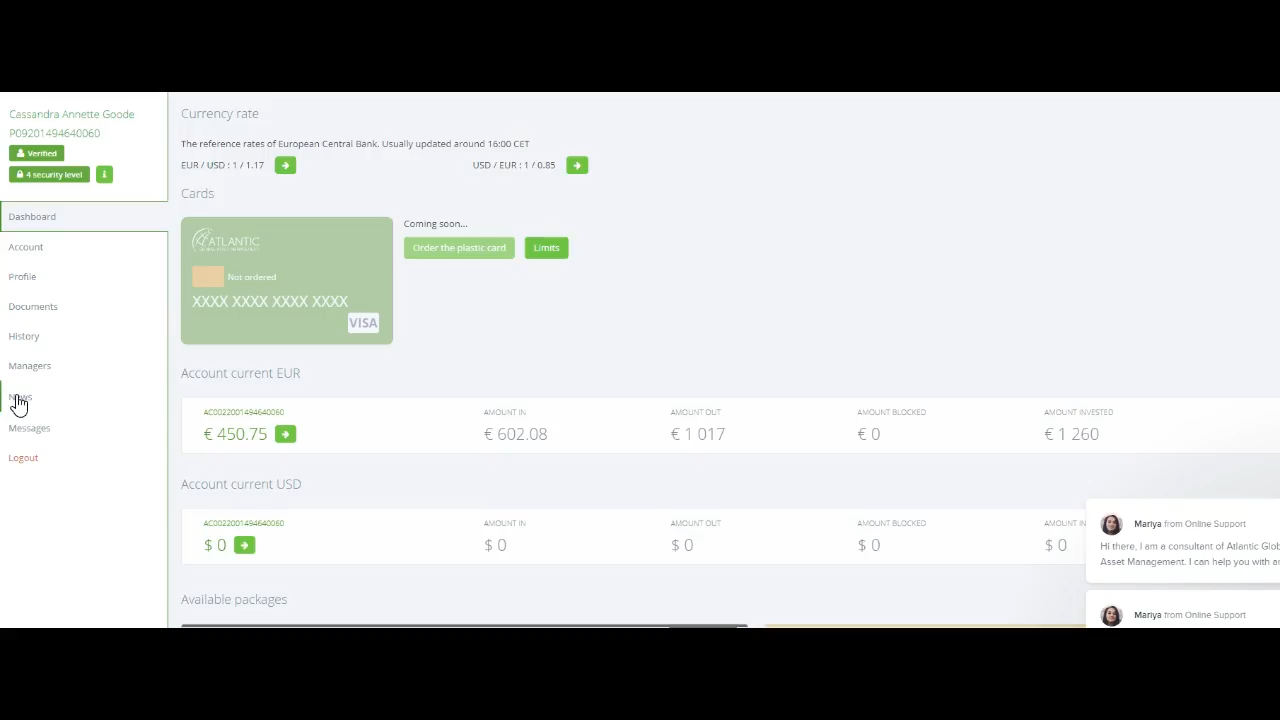 Cassandra Annette Goode
P09201494640060
Verified
4 security level
Dashboard
Account
Profile
Documents
History
Managers
News
Messages
Logout
Currency rate
The reference rates of European Central Bank. Usually updated around 16:00 CET
EUR / USD : 1 / 1.17
USD / EUR : 1 / 0.85
Cards
ATLANTIC
Not ordered
XXXX XXXX XXXX XXXX
VISA
Coming soon...
Order the plastic card
Limits
Account current EUR
AC0022001494640060
AMOUNT IN
AMOUNT OUT
AMOUNT BLOCKED
AMOUNT INVESTED
€ 450.75
€ 602.08
€ 1 017
€ 0
€ 1 260
Account current USD
AC0022001494640060
AMOUNT IN
AMOUNT OUT
AMOUNT BLOCKED
AMOUNT IN
$ 0
$ 0
$ 0
$ 0
$ 0
Mariya from Online Support
Hi there, I am a consultant of Atlantic Glob
Asset Management. I can help you with a
Mariya from Online Support
Available packages